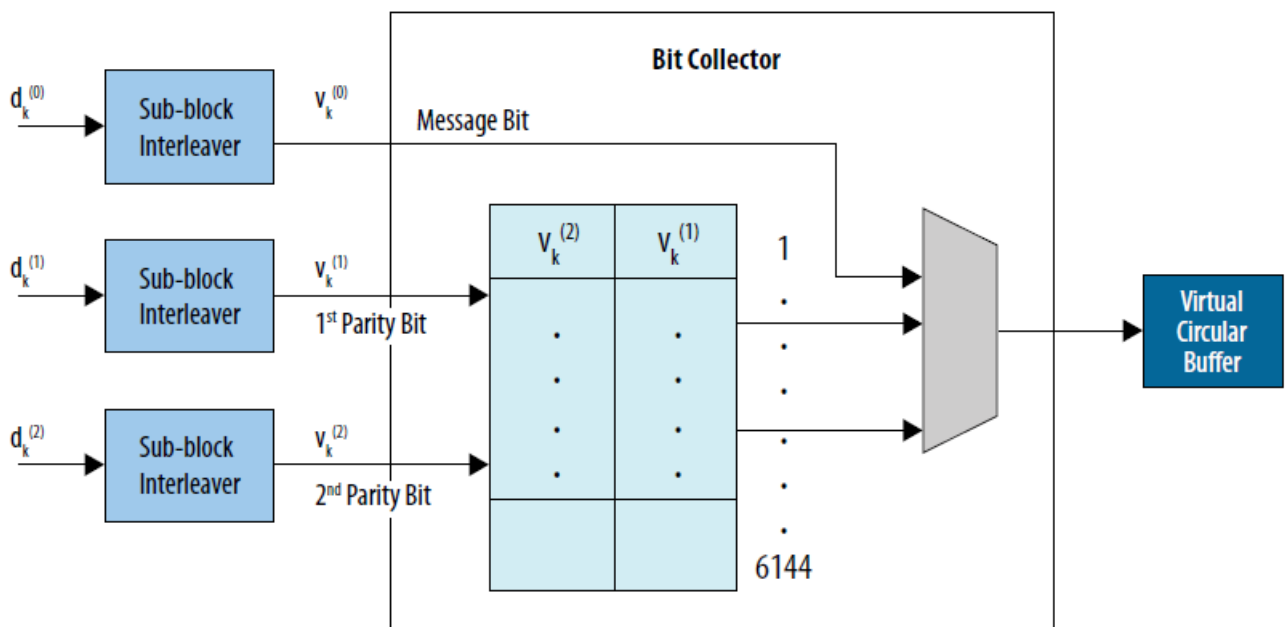 Bit Collector
d_k^(0)
Sub-block
Interleaver
v_k^(0)
Message Bit
d_k^(1)
Sub-block
Interleaver
v_k^(1)
1st Parity Bit
d_k^(2)
Sub-block
Interleaver
v_k^(2)
2nd Parity Bit
V_k^(2)
V_k^(1)
1
6144
Virtual
Circular
Buffer